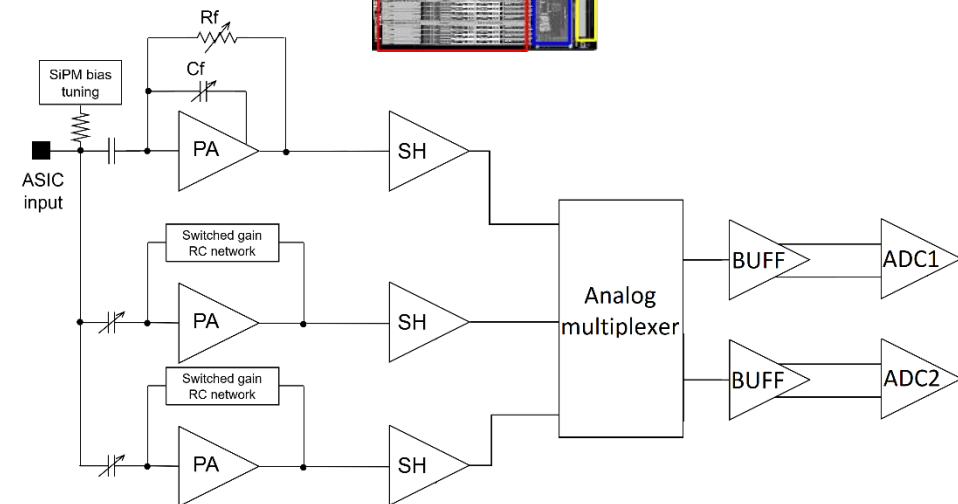 Rf
Cf
SiPM bias
tuning
PA
SH
ASIC
input
Switched gain
RC network
PA
SH
Analog
multiplexer
BUFF
ADC1
BUFF
ADC2
Switched gain
RC network
PA
SH